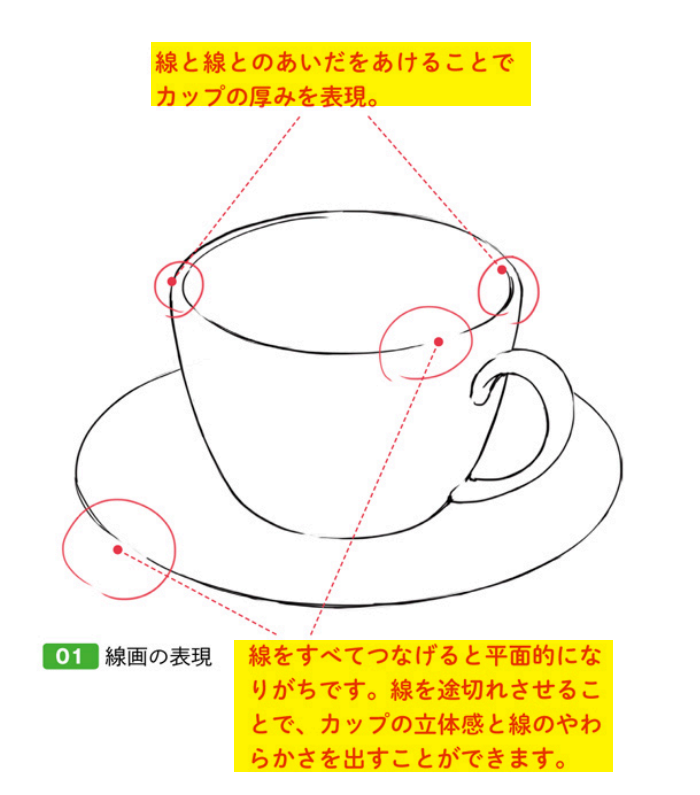 線と線とのあいだをあけることで
カップの厚みを表現。
01 線画の表現
線をすべてつなげると平面的にな
りがちです。線を途切れさせるこ
とで、カップの立体感と線のやわ
らかさを出すことができます。